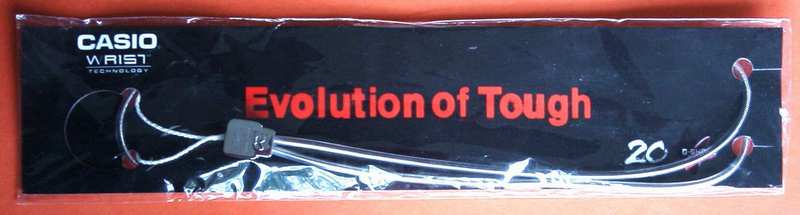 CASIO
WRIST
TECHNOLOGY
Evolution of Tough
20